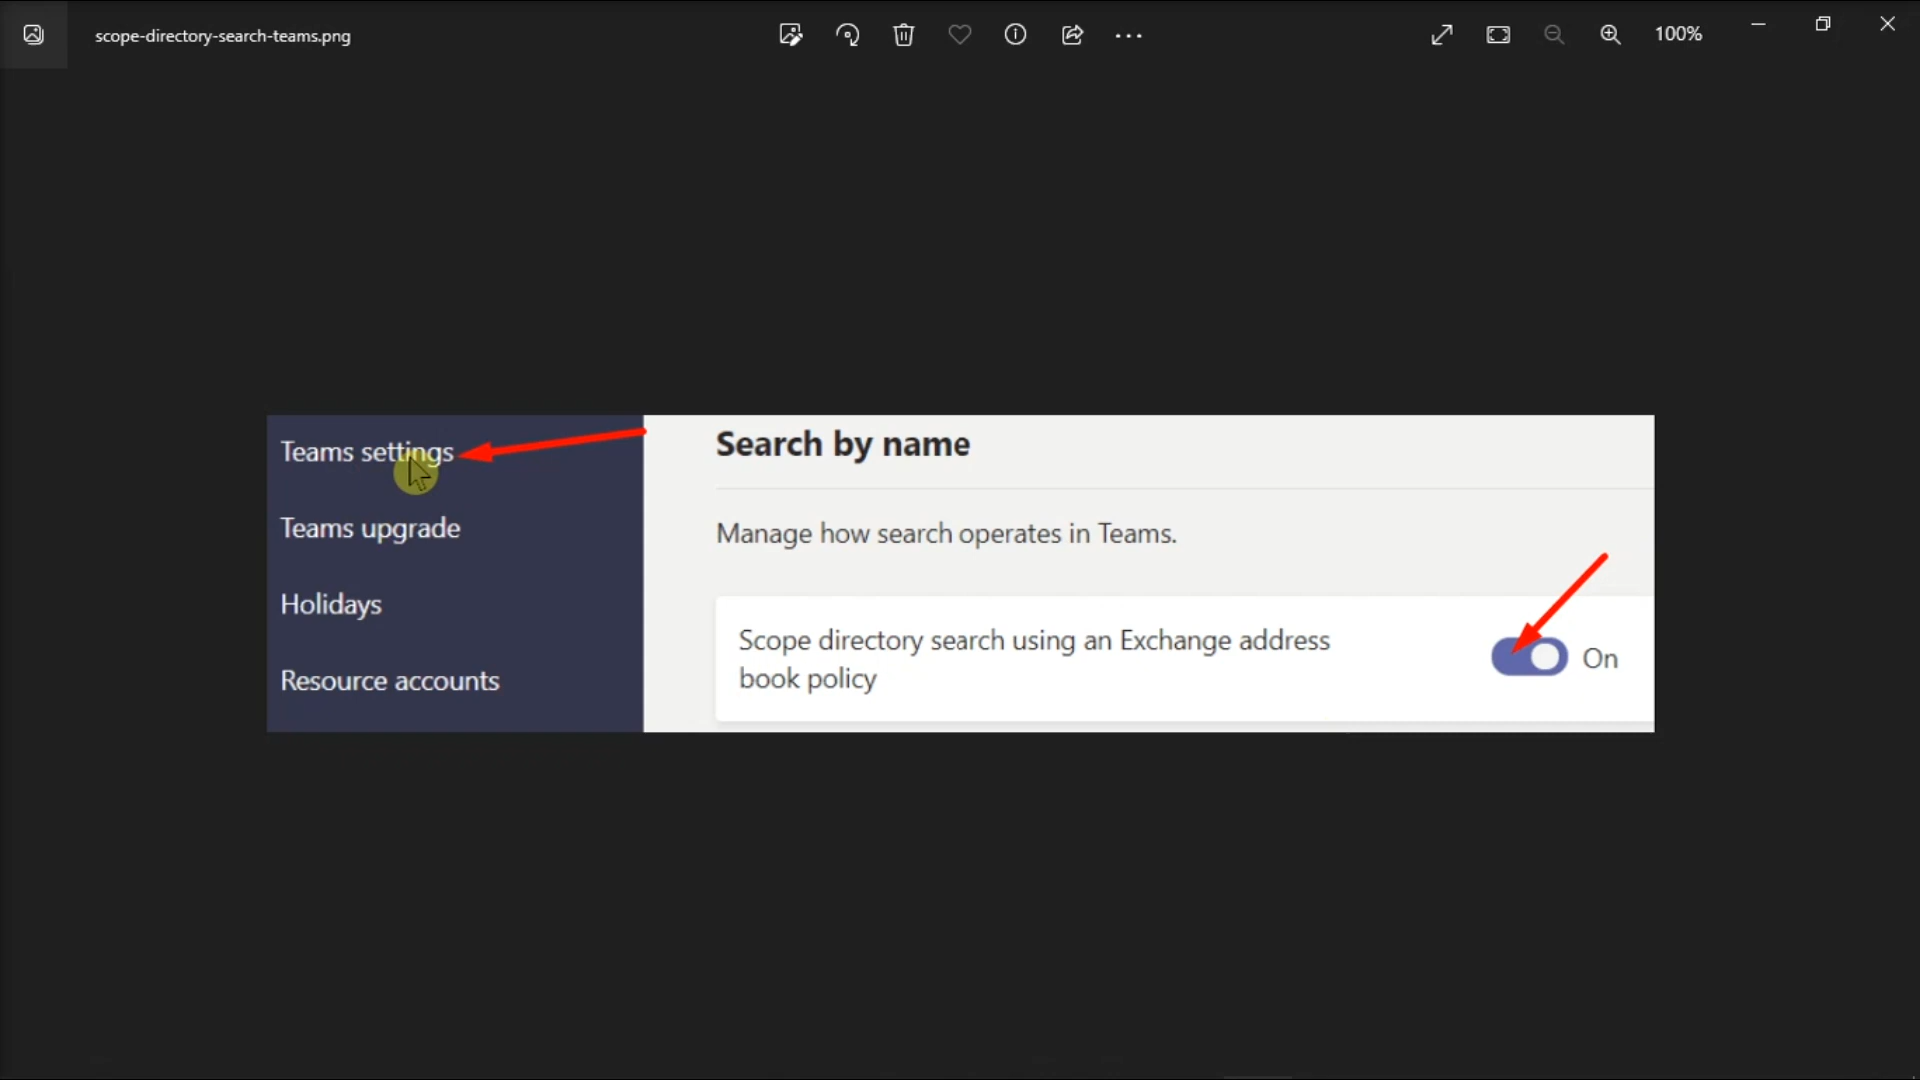 scope-directory-search-teams.png
100%
Teams settings
Teams upgrade
Holidays
Resource accounts
Search by name
Manage how search operates in Teams.
Scope directory search using an Exchange address
book policy
On